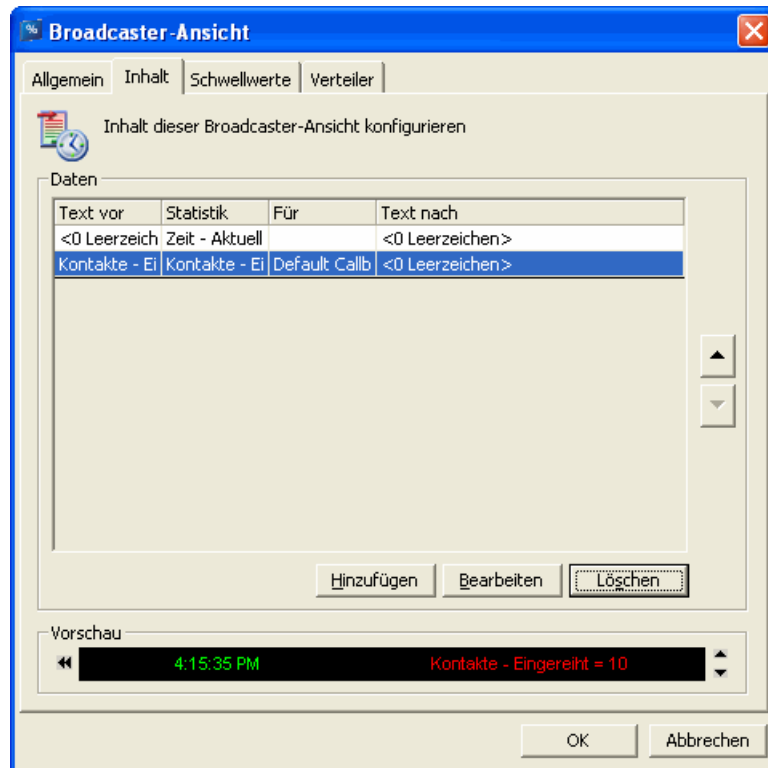 Broadcaster-Ansicht
Allgemein Inhalt Schwellwerte Verteiler
Inhalt dieser Broadcaster-Ansicht konfigurieren
Daten
Text vor Statistik Für Text nach
<0 Leerzeich Zeit - Aktuell <0 Leerzeichen>
Kontakte - Ei Kontakte - Ei Default Callb <0 Leerzeichen>
Hinzufügen Bearbeiten Löschen
Vorschau
4:15:35 PM Kontakte - Eingereiht = 10
OK Abbrechen